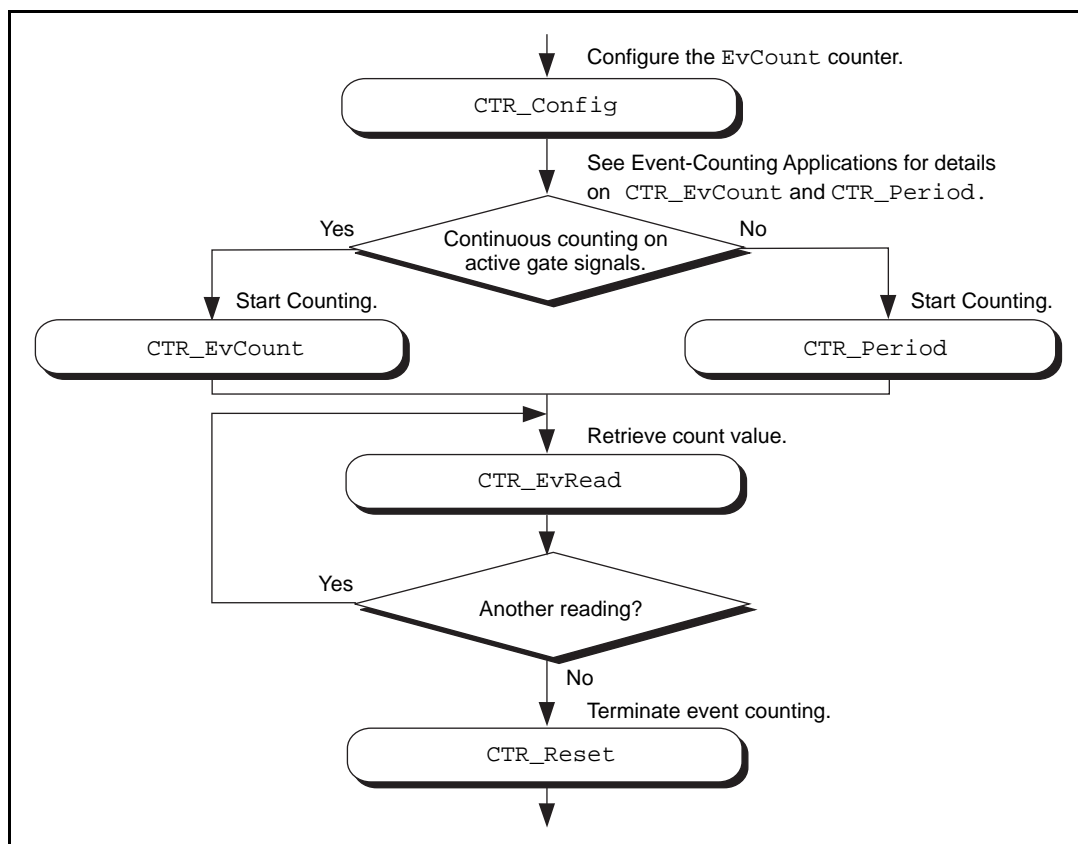 Configure the EvCount counter.
CTR_Config
See Event-Counting Applications for details
on CTR_EvCount and CTR_Period.
Yes
No
Continuous counting on
active gate signals.
Start Counting.
Start Counting.
CTR_EvCount
CTR_Period
Retrieve count value.
CTR_EvRead
Yes
Another reading?
No
Terminate event counting.
CTR_Reset